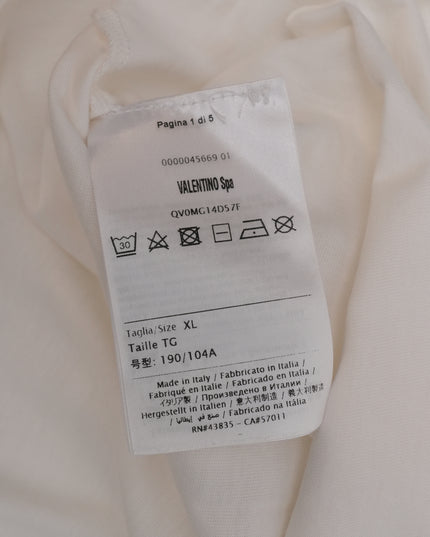 Pagina 1 di 5
0000045669 01
VALENTINO Spa
QV0MG14D57F
30
Taglia/Size XL
Taille TG
号型: 190/104A
Made in Italy / Fabbricato in Italia /
Fabriqué en Italie / Fabricado en Italia /
イタリア製 / Произведено в Италии /
/ 意大利制造 / 義大利製造
Hergestellt in Italien / صنع في إيطاليا /
/ Fabricado na Itália
RN#43835 - CA#57011